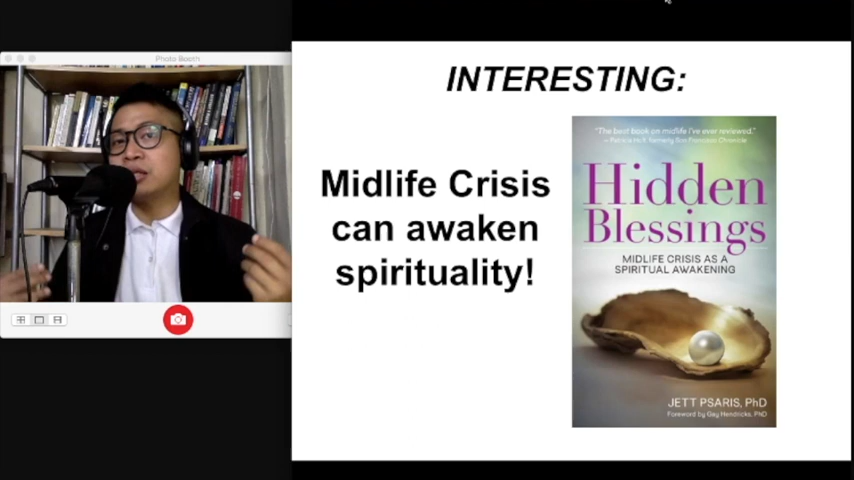 Photo Booth
INTERESTING:
Midlife Crisis
can awaken
spirituality!
"The best book on midlife I've ever reviewed."
Hidden
Blessings
MIDLIFE CRISIS AS A
SPIRITUAL AWAKENING
JETT PSARIS, PhD
Foreword by Gay Hendricks, PhD